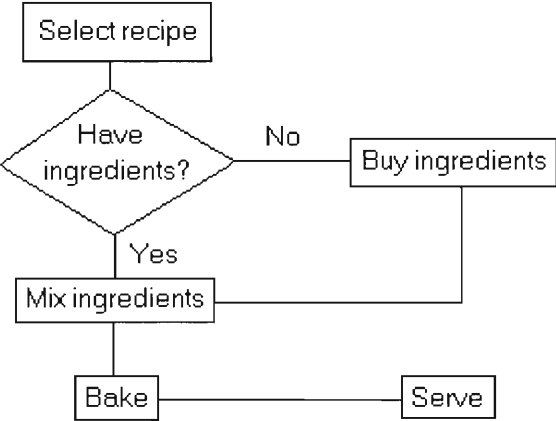 Select recipe
Have
ingredients?
No
Buy ingredients
Yes
Mix ingredients
Bake
Serve